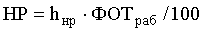 НР = hнр · ФОТраб /100